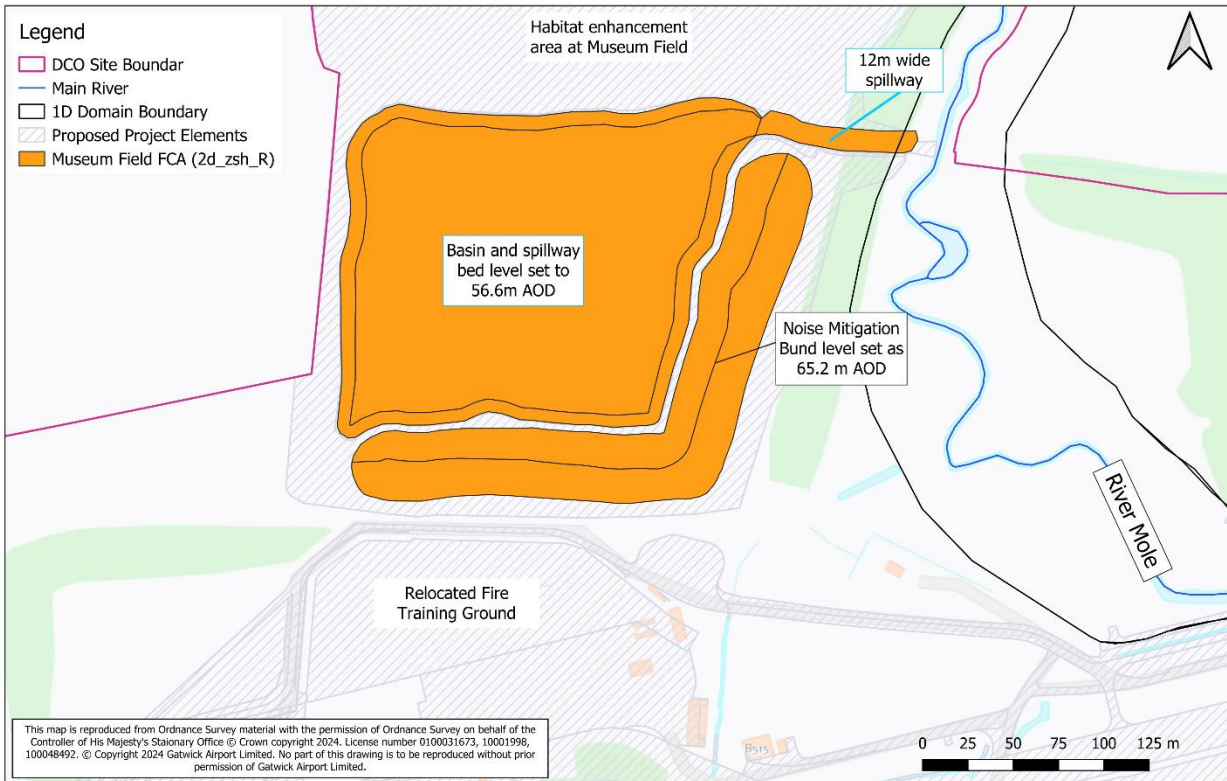 Legend
DCO Site Boundar
Main River
1D Domain Boundary
Proposed Project Elements
Museum Field FCA (2d_zsh_R)
Habitat enhancement
area at Museum Field
12m wide
spillway
Basin and spillway
bed level set to
56.6m AOD
Noise Mitigation
Bund level set as
65.2 m AOD
River Mole
Relocated Fire
Training Ground
B515
This map is reproduced from Ordnance Survey material with the permission of Ordnance Survey on behalf of the
Controller of His Majesty's Staionary Office © Crown copyright 2024. License number 0100031673, 10001998,
100048492. © Copyright 2024 Gatwick Airport Limited. No part of this drawing is to be reproduced without prior
permission of Gatwick Airport Limited.
0 25 50 75 100 125 m